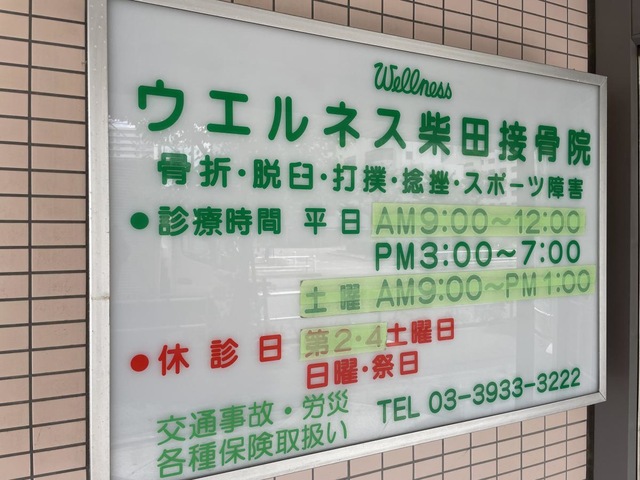 Wellness
ウエルネス柴田接骨院
骨折・脱臼・打撲・捻挫・スポーツ障害
●診療時間 平日 AM9:00～12:00
PM3:00～7:00
土曜 AM9:00～PM1:00
●休診日 第2・4土曜日
日曜・祭日
交通事故・労災
各種保険取扱い
TEL 03-3933-3222